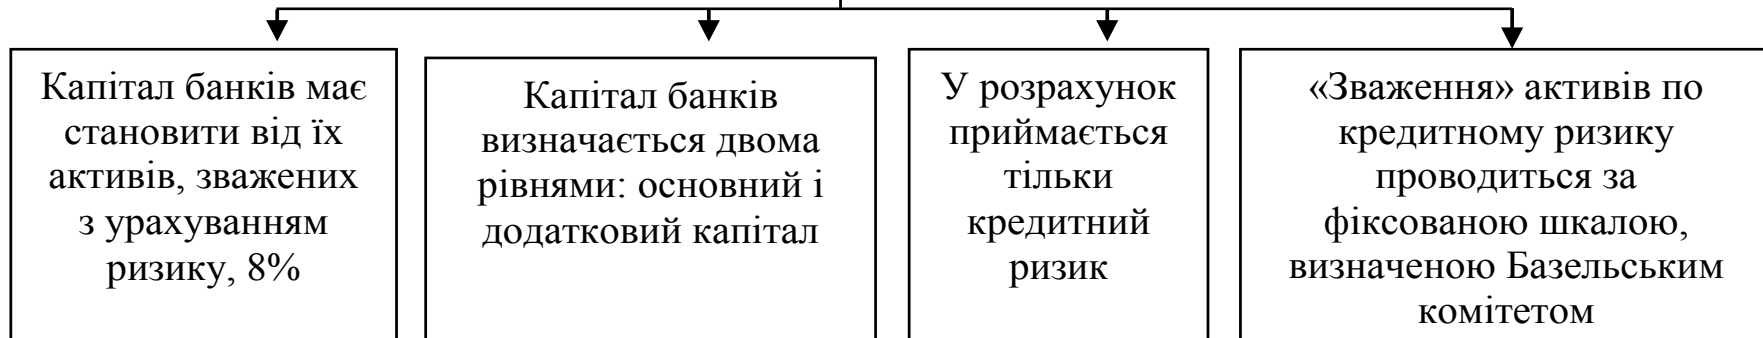 Капітал банків має
становити від їх
активів, зважених
з урахуванням
ризику, 8%
Капітал банків
визначається двома
рівнями: основний і
додатковий капітал
У розрахунок
приймається
тільки
кредитний
ризик
«Зваження» активів по
кредитному ризику
проводиться за
фіксованою шкалою,
визначеною Базельським
комітетом